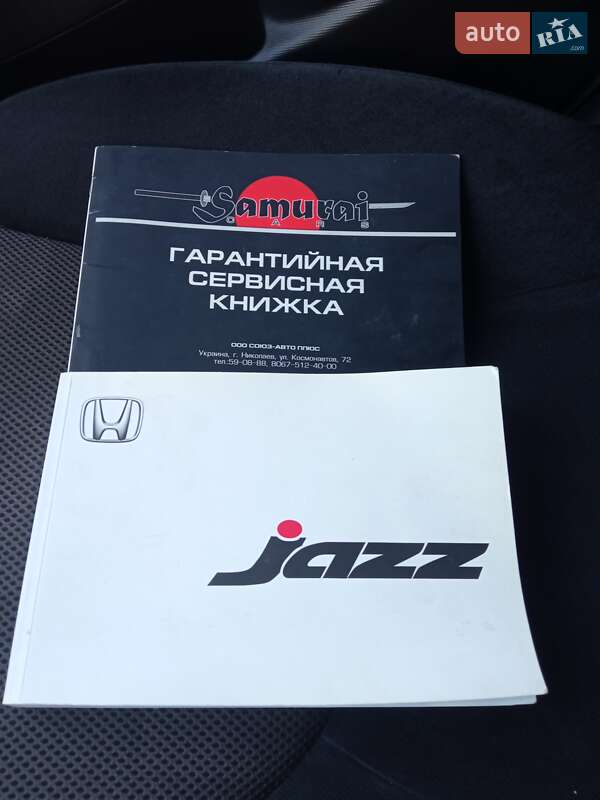 auto RIA.com
Samurai
CARS
ГАРАНТИЙНАЯ
СЕРВИСНАЯ
КНИЖКА
ООО СОЮЗ-АВТО ПЛЮС
Украина, г. Николаев, ул. Космонавтов, 72
тел.:59-08-88, 8067-512-40-00
Jazz